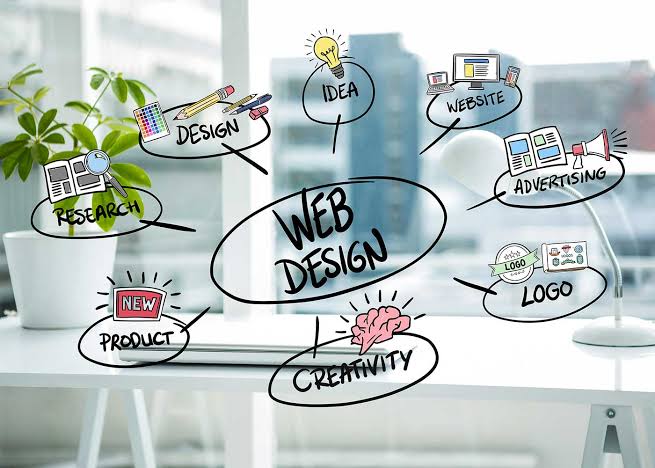 IDEA
WEBSITE
DESIGN
ADVERTISING
RESEARCH
WEB
DESIGN
LOGO
LOGO
NEW
PRODUCT
CREATIVITY